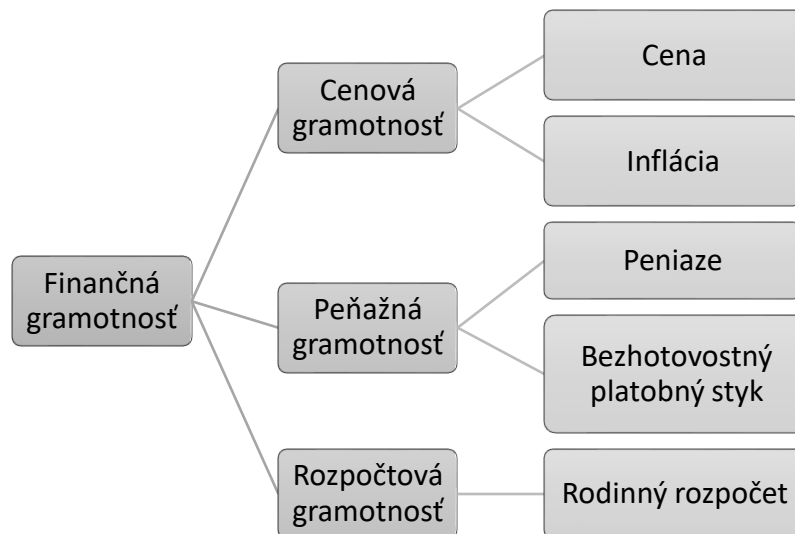 Finančná
gramotnosť
Cenová
gramotnosť
Cena
Inflácia
Peňažná
gramotnosť
Peniaze
Bezhotovostný
platobný styk
Rozpočtová
gramotnosť
Rodinný rozpočet